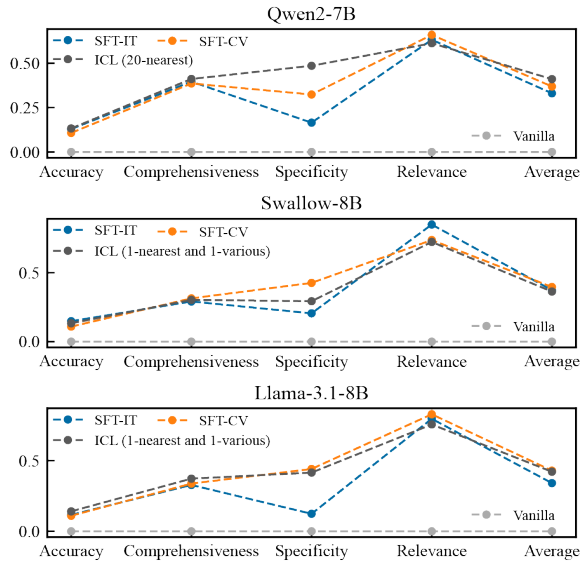 Qwen2-7B
SFT-IT SFT-CV
ICL (20-nearest)
0.50
0.25
0.00
Vanilla
Accuracy Comprehensiveness Specificity Relevance Average
Swallow-8B
SFT-IT SFT-CV
ICL (1-nearest and 1-various)
0.5
0.0
Vanilla
Accuracy Comprehensiveness Specificity Relevance Average
Llama-3.1-8B
SFT-IT SFT-CV
ICL (1-nearest and 1-various)
0.5
0.0
Vanilla
Accuracy Comprehensiveness Specificity Relevance Average